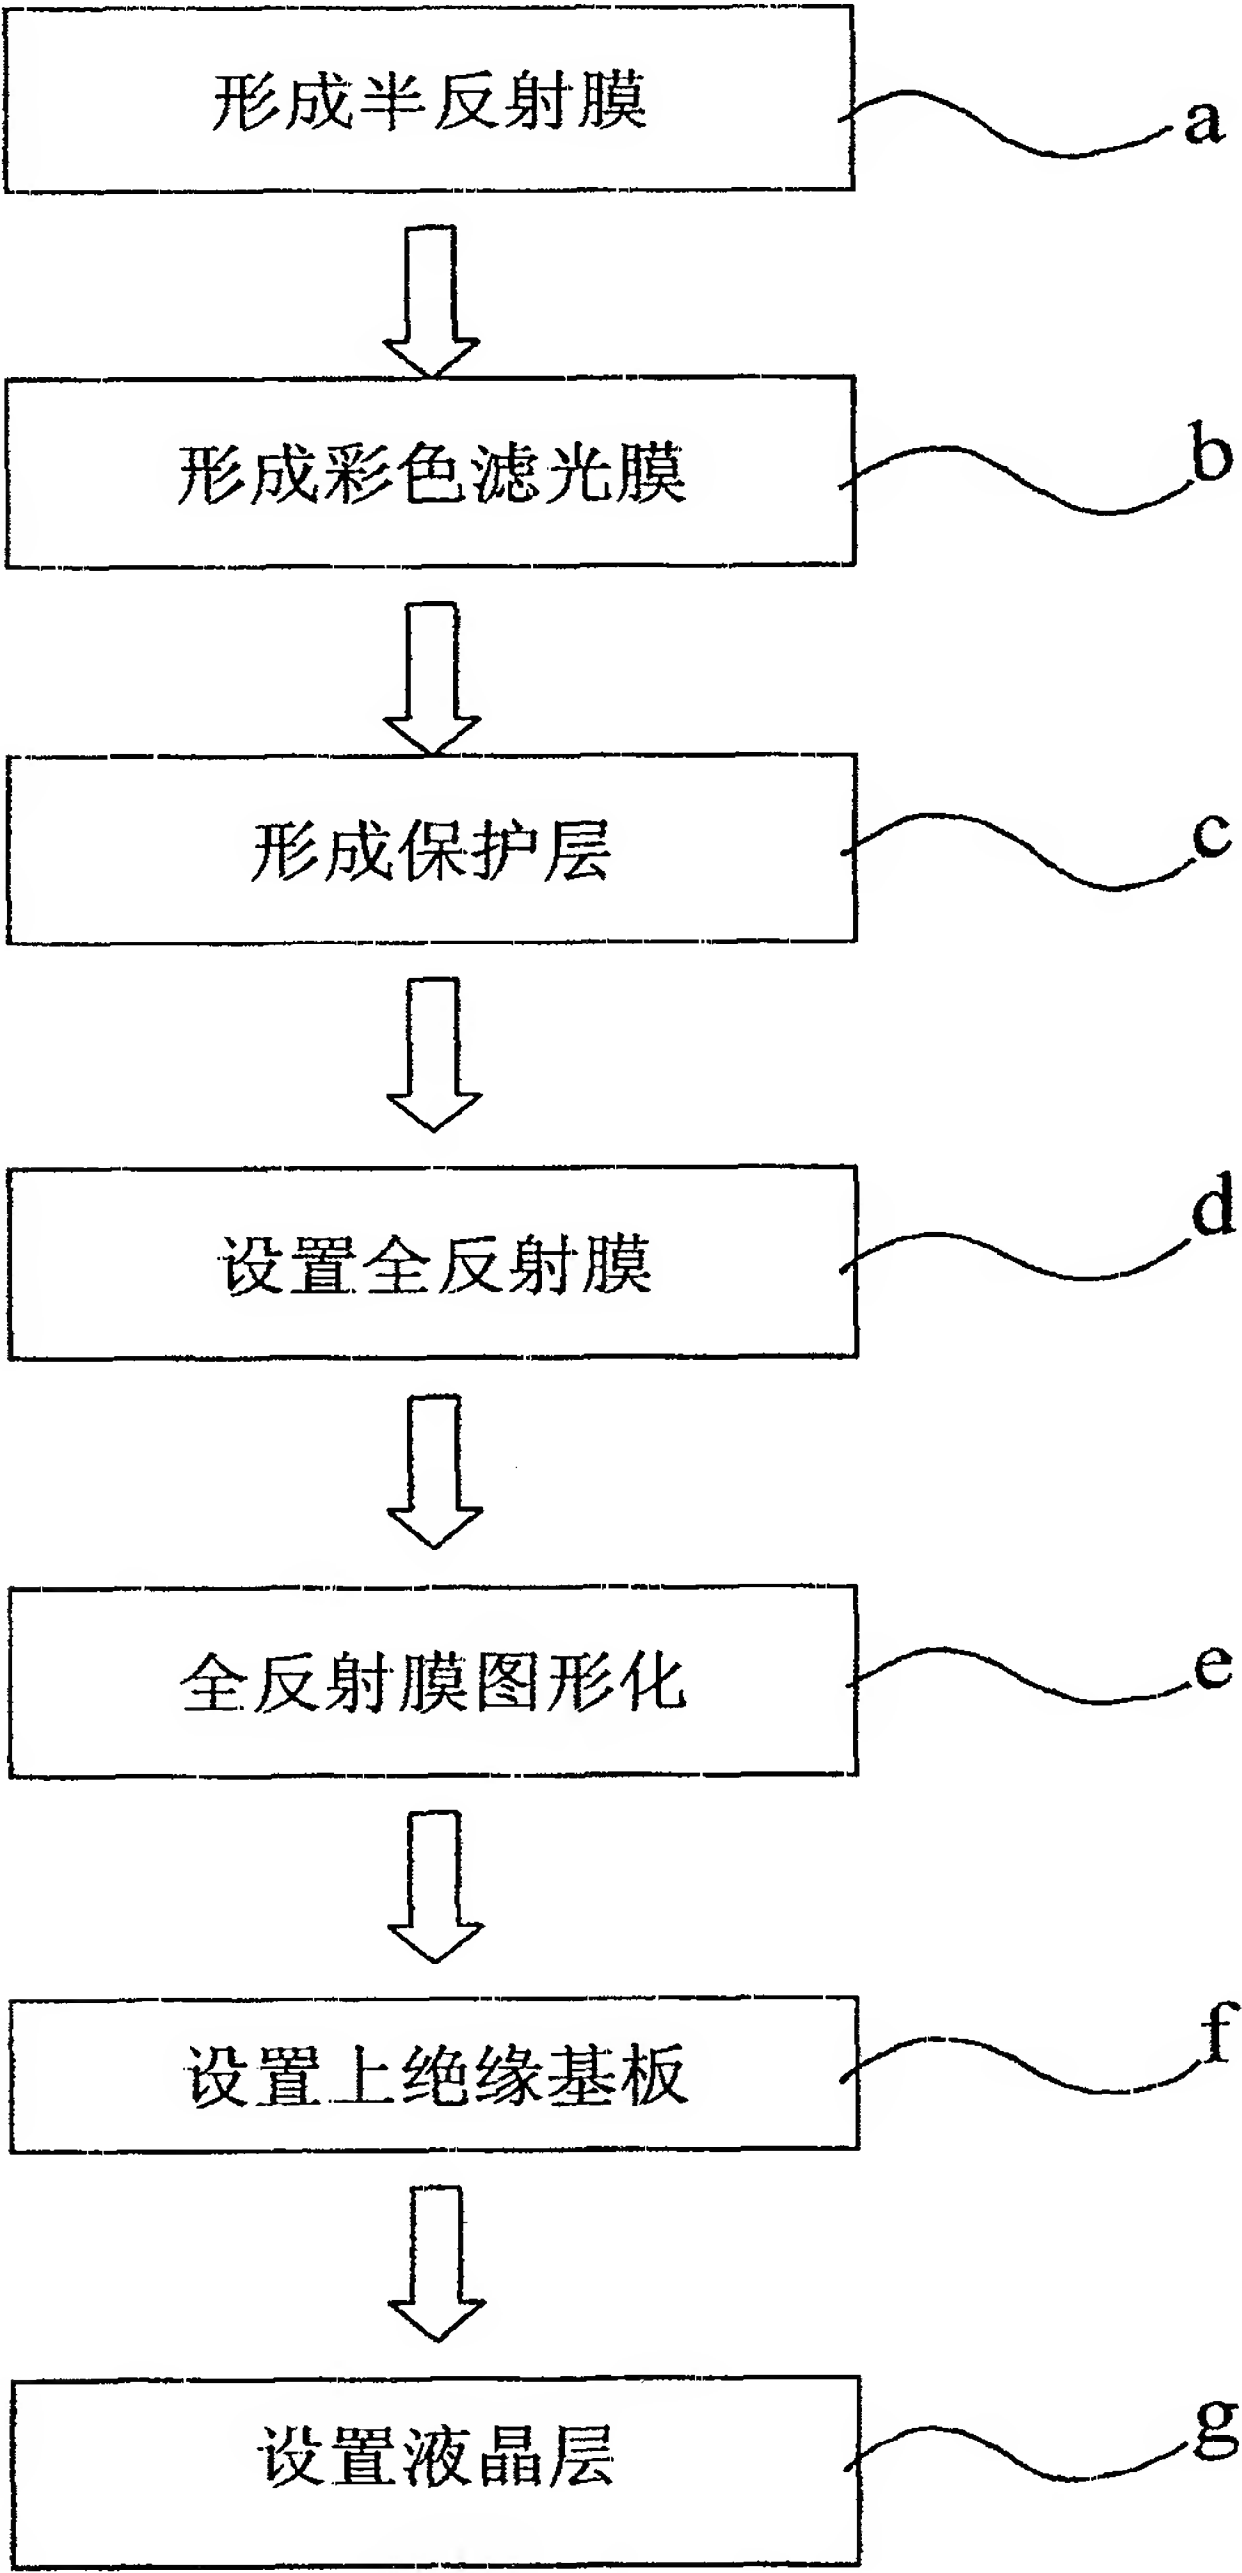 形成半反射膜
a
形成彩色滤光膜
b
形成保护层
c
设置全反射膜
d
全反射膜图形化
e
设置上绝缘基板
f
设置液晶层
g